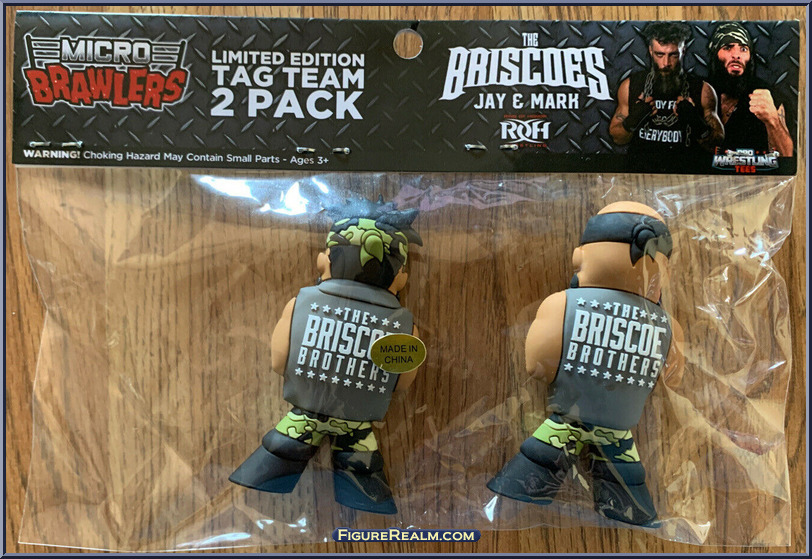 MICRO
BRAWLERS
LIMITED EDITION
TAG TEAM
2 PACK
THE
BRISCOES
JAY & MARK
ROH
EVERYBODY
PRO
WRESTLING
TEES
WARNING! Choking Hazard May Contain Small Parts - Ages 3+
THE
BRISCOE
BROTHERS
MADE IN
CHINA
THE
BRISCOE
BROTHERS
FIGUREREALM.COM